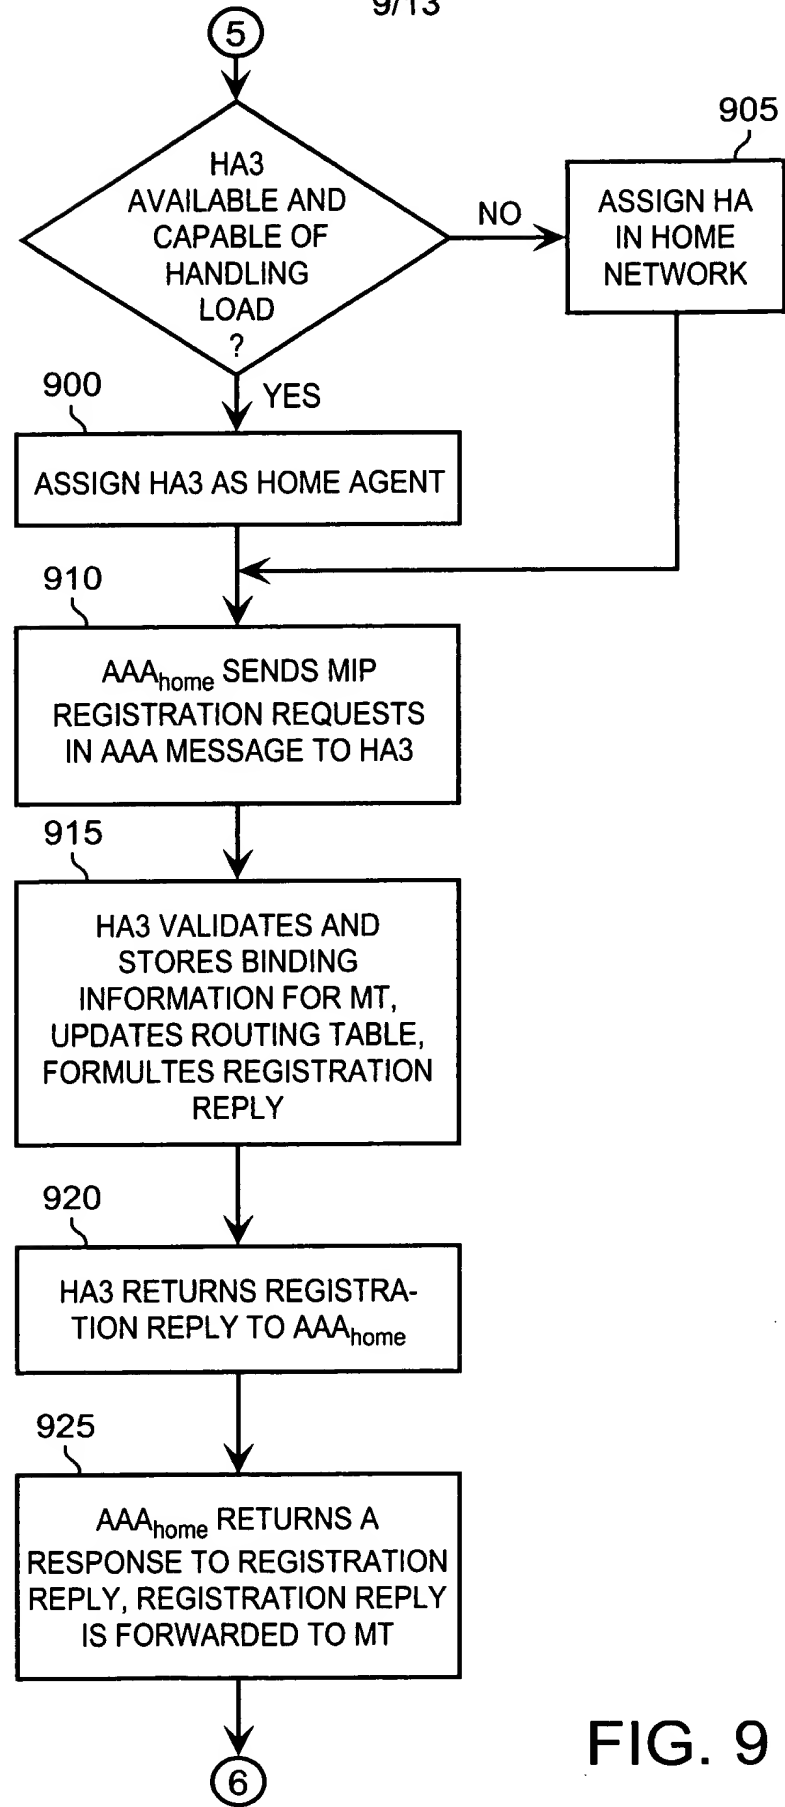 9/13
5
HA3
AVAILABLE AND
CAPABLE OF
HANDLING
LOAD
?
NO
905
ASSIGN HA
IN HOME
NETWORK
YES
900
ASSIGN HA3 AS HOME AGENT
910
AAAhome SENDS MIP
REGISTRATION REQUESTS
IN AAA MESSAGE TO HA3
915
HA3 VALIDATES AND
STORES BINDING
INFORMATION FOR MT,
UPDATES ROUTING TABLE,
FORMULTES REGISTRATION
REPLY
920
HA3 RETURNS REGISTRA-
TION REPLY TO AAAhome
925
AAAhome RETURNS A
RESPONSE TO REGISTRATION
REPLY, REGISTRATION REPLY
IS FORWARDED TO MT
6
FIG. 9